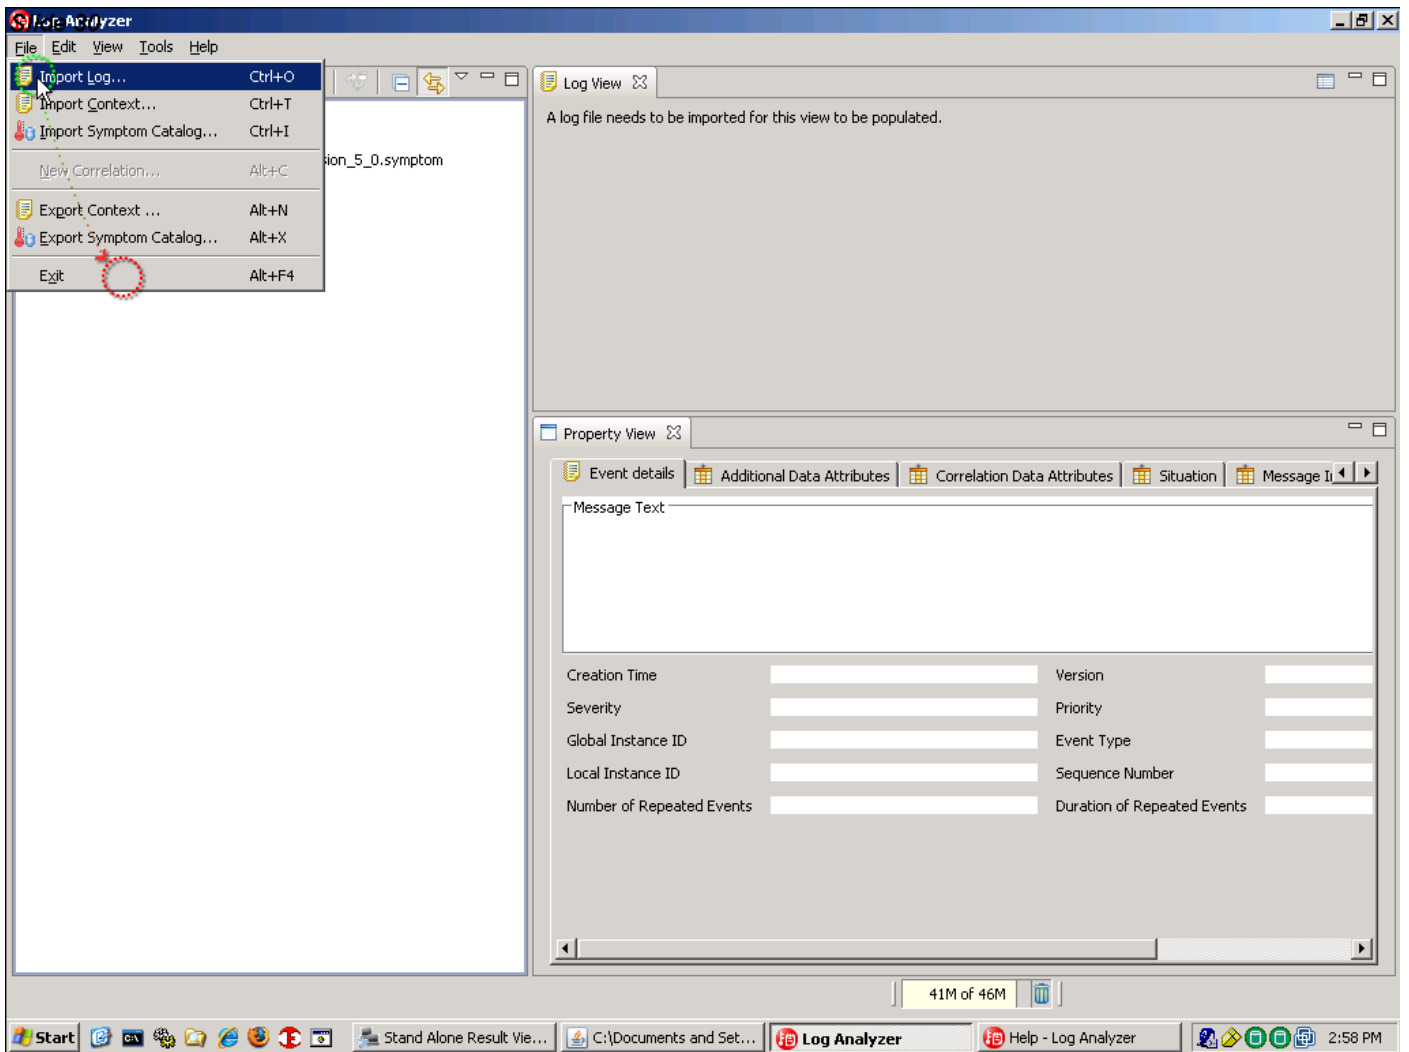 Slide 30
Log Analyzer
File Edit View Tools Help
Import Log... Ctrl+O
Import Context... Ctrl+T
Import Symptom Catalog... Ctrl+I
New Correlation... Alt+C
Export Context ... Alt+N
Export Symptom Catalog... Alt+X
Exit Alt+F4
sion_5_0.symptom
Log View
A log file needs to be imported for this view to be populated.
Property View
Event details Additional Data Attributes Correlation Data Attributes Situation Message I
Message Text
Creation Time Version
Severity Priority
Global Instance ID Event Type
Local Instance ID Sequence Number
Number of Repeated Events Duration of Repeated Events
41M of 46M
Start Stand Alone Result Vie... C:\Documents and Set... Log Analyzer Help - Log Analyzer 2:58 PM